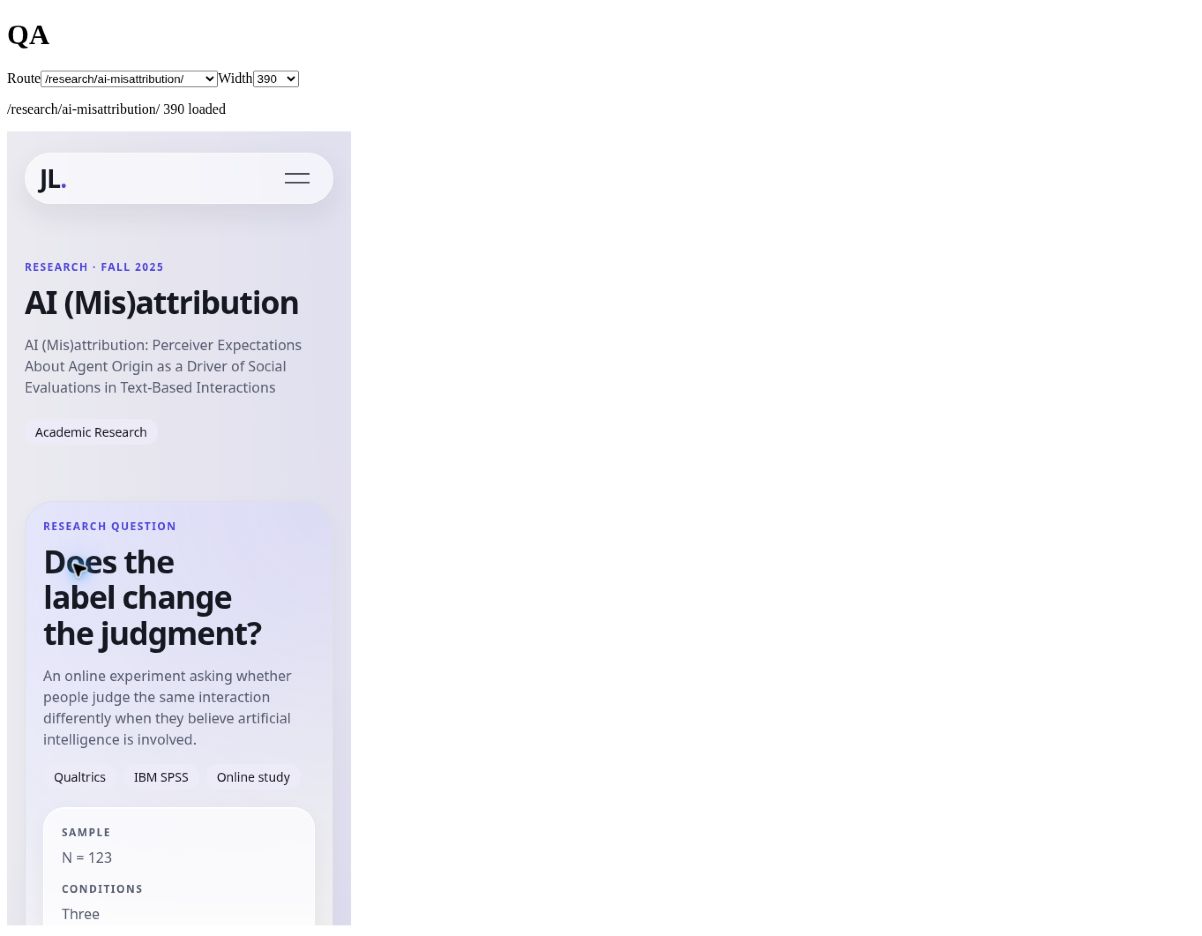 QA
Route /research/ai-misattribution/ Width 390
/research/ai-misattribution/ 390 loaded
JL.
RESEARCH · FALL 2025
AI (Mis)attribution
AI (Mis)attribution: Perceiver Expectations
About Agent Origin as a Driver of Social
Evaluations in Text-Based Interactions
Academic Research
RESEARCH QUESTION
Does the
label change
the judgment?
An online experiment asking whether
people judge the same interaction
differently when they believe artificial
intelligence is involved.
Qualtrics IBM SPSS Online study
SAMPLE
N = 123
CONDITIONS
Three